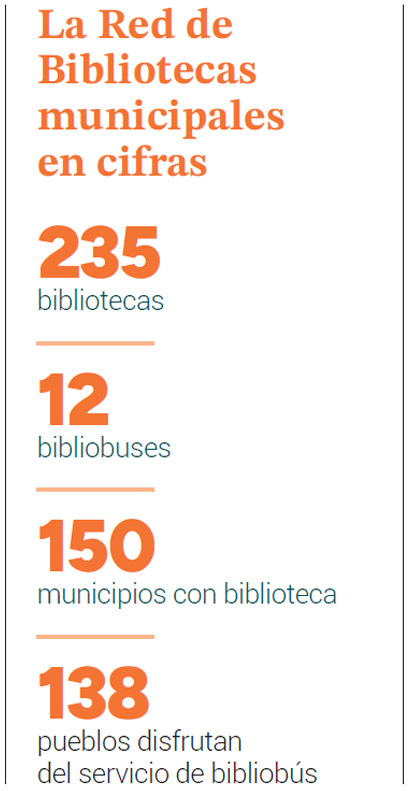 La Red de
Bibliotecas
municipales
en cifras
235
bibliotecas
12
bibliobuses
150
municipios con biblioteca
138
pueblos disfrutan
del servicio de bibliobús